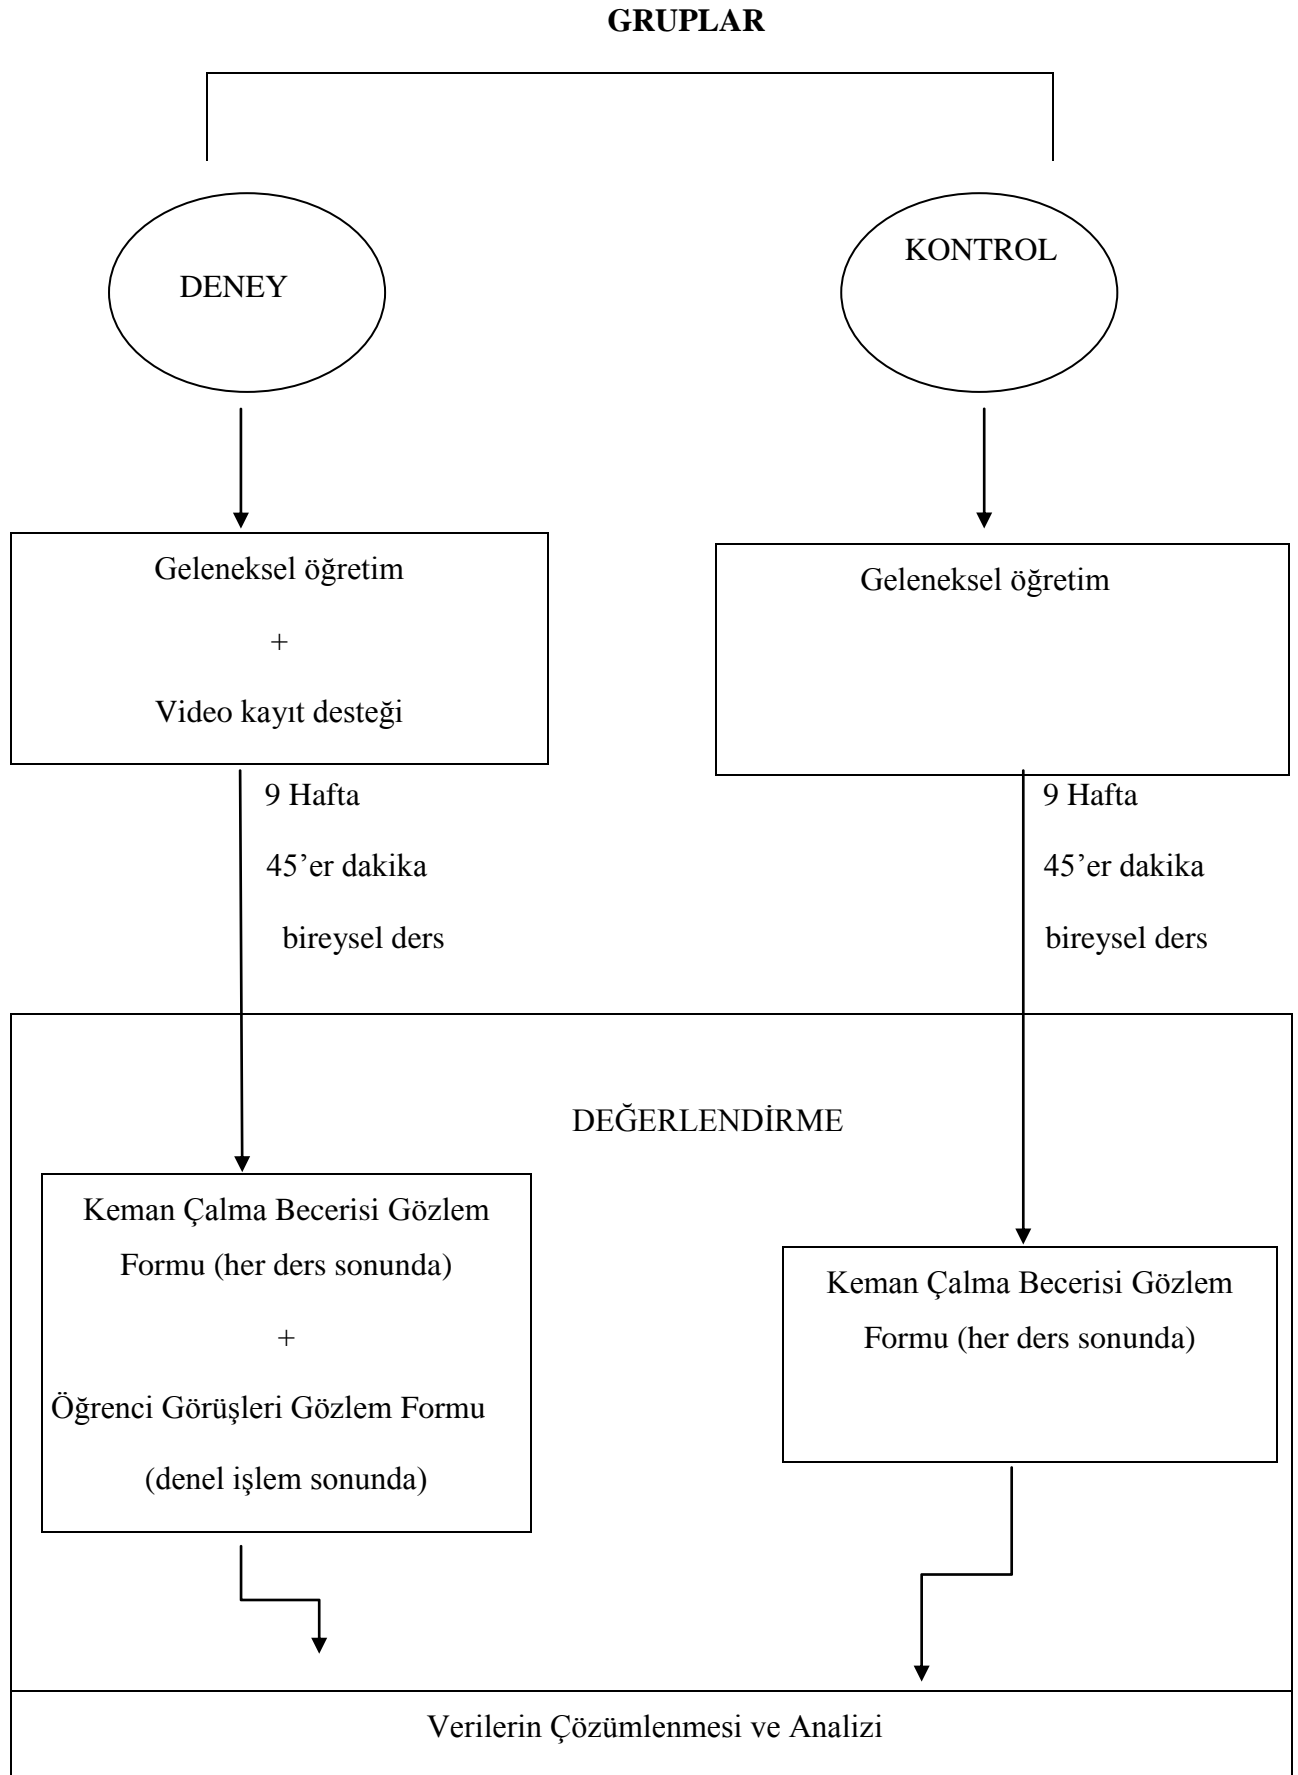 GRUPLAR
DENEY
KONTROL
Geleneksel öğretim
+
Video kayıt desteği
Geleneksel öğretim
9 Hafta
45’er dakika
bireysel ders
9 Hafta
45’er dakika
bireysel ders
DEĞERLENDİRME
Keman Çalma Becerisi Gözlem
Formu (her ders sonunda)
+
Öğrenci Görüşleri Gözlem Formu
(denel işlem sonunda)
Keman Çalma Becerisi Gözlem
Formu (her ders sonunda)
Verilerin Çözümlenmesi ve Analizi